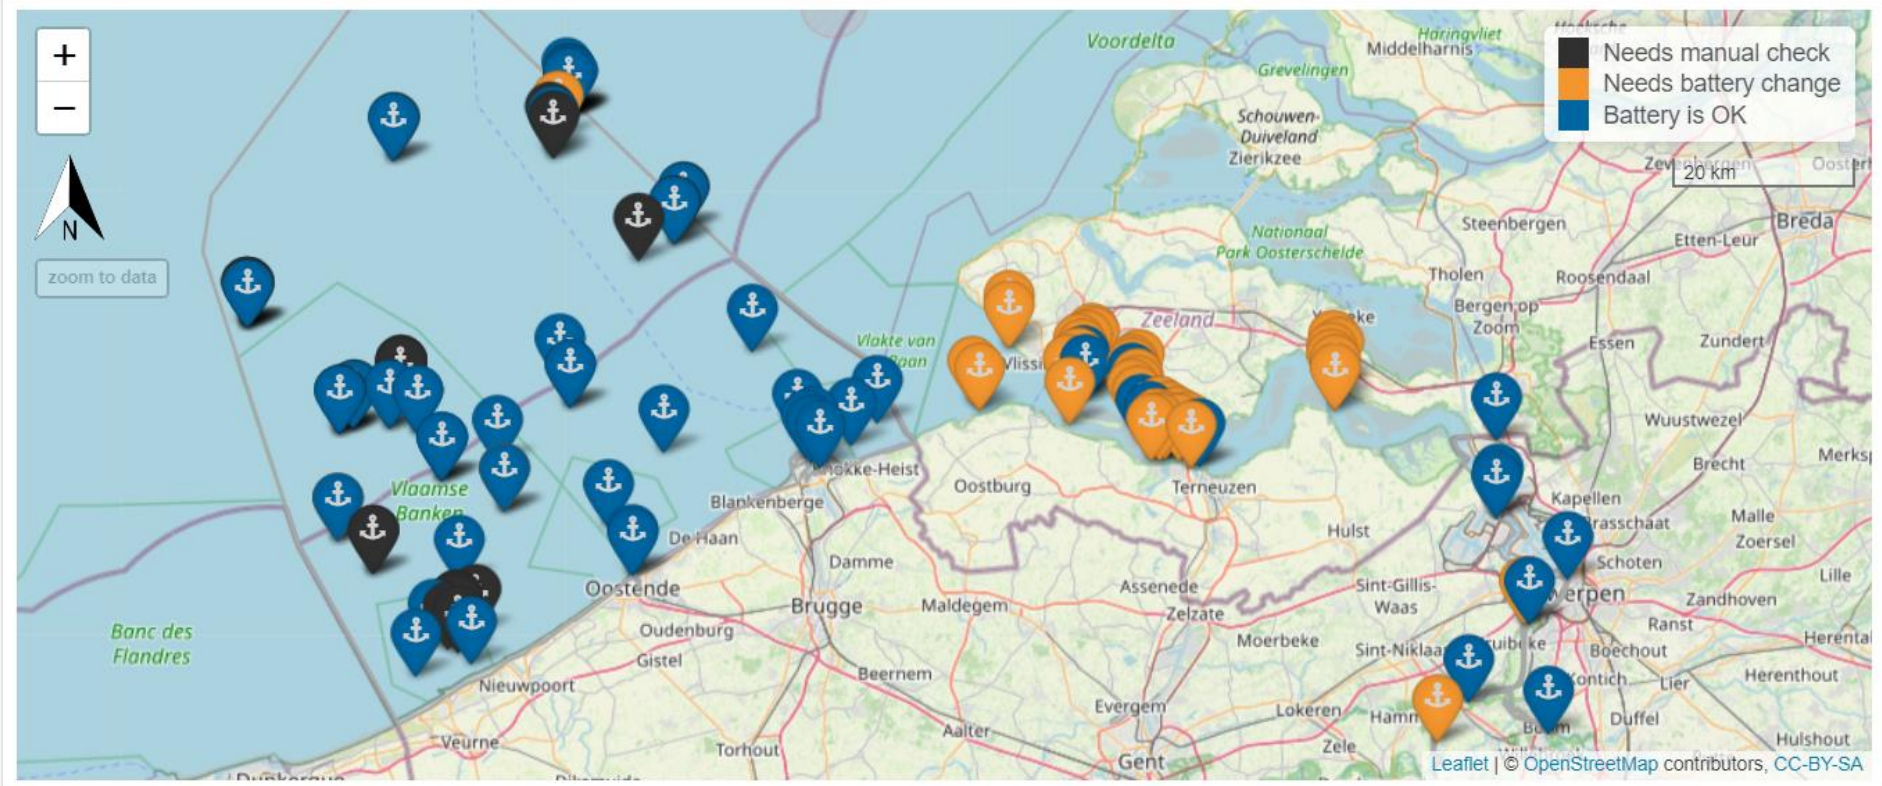 +
−
N
zoom to data
Needs manual check
Needs battery change
Battery is OK
20 km
Voordelta
Haringvliet
Middelharnis
Grevelingen
Schouwen-
Duiveland
Zierikzee
Steenbergen
Breda
Etten-Leur
Nationaal
Park Oosterschelde
Tholen
Roosendaal
Bergen op
Zoom
Zeeland
Essen
Zundert
Vlakte van
Wuustwezel
Brecht
Vlaamse
Banken
Blankenberge
Oostburg
Terneuzen
Kapellen
Malle
Zoersel
De Haan
Hulst
Damme
Schoten
Oostende
Brugge
Maldegem
Assenede
Zelzate
Sint-Gillis-
Waas
Lille
Zandhoven
Banc des
Flandres
Oudenburg
Gistel
Moerbeke
Ranst
Boechout
Beernem
Nieuwpoort
Lier
Herenthout
Evergem
Lokeren
Duffel
Veurne
Torhout
Aalter
Gent
Zele
Hulshout
Leaflet | © OpenStreetMap contributors, CC-BY-SA